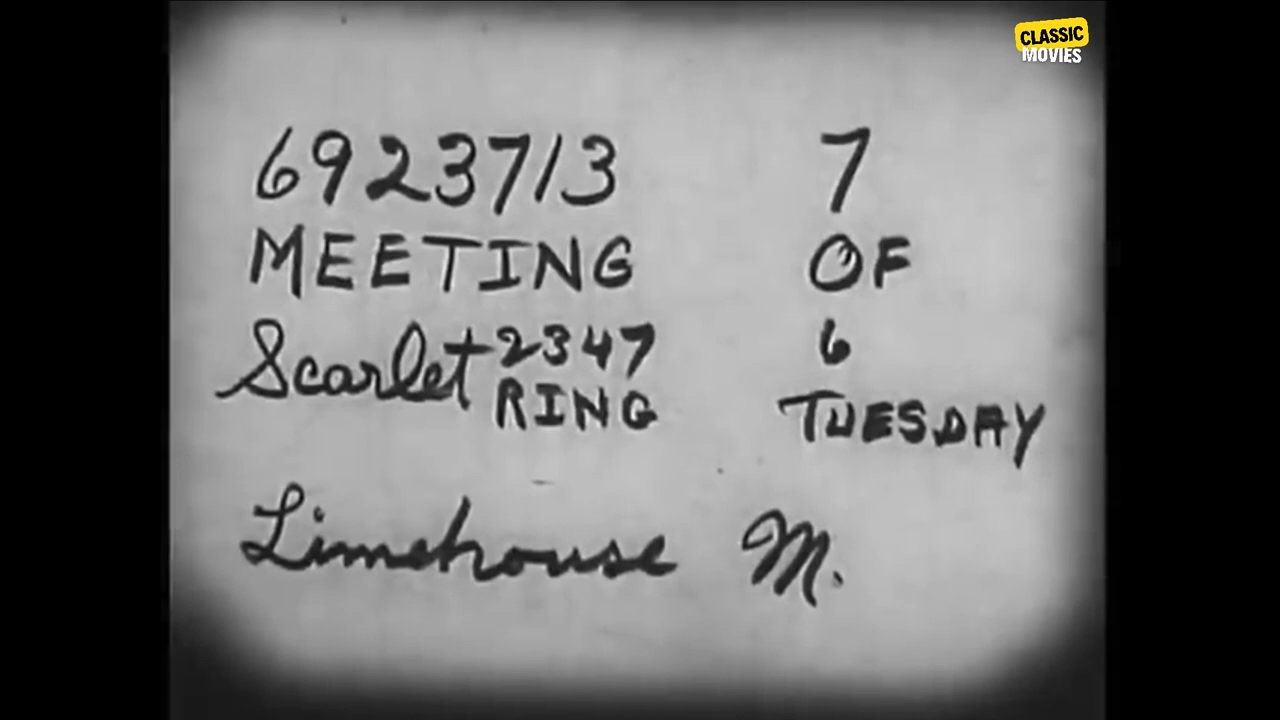 CLASSIC
MOVIES
6923713 7
MEETING OF
Scarlet 2347 6
RING TUESDAY
Limehouse M.